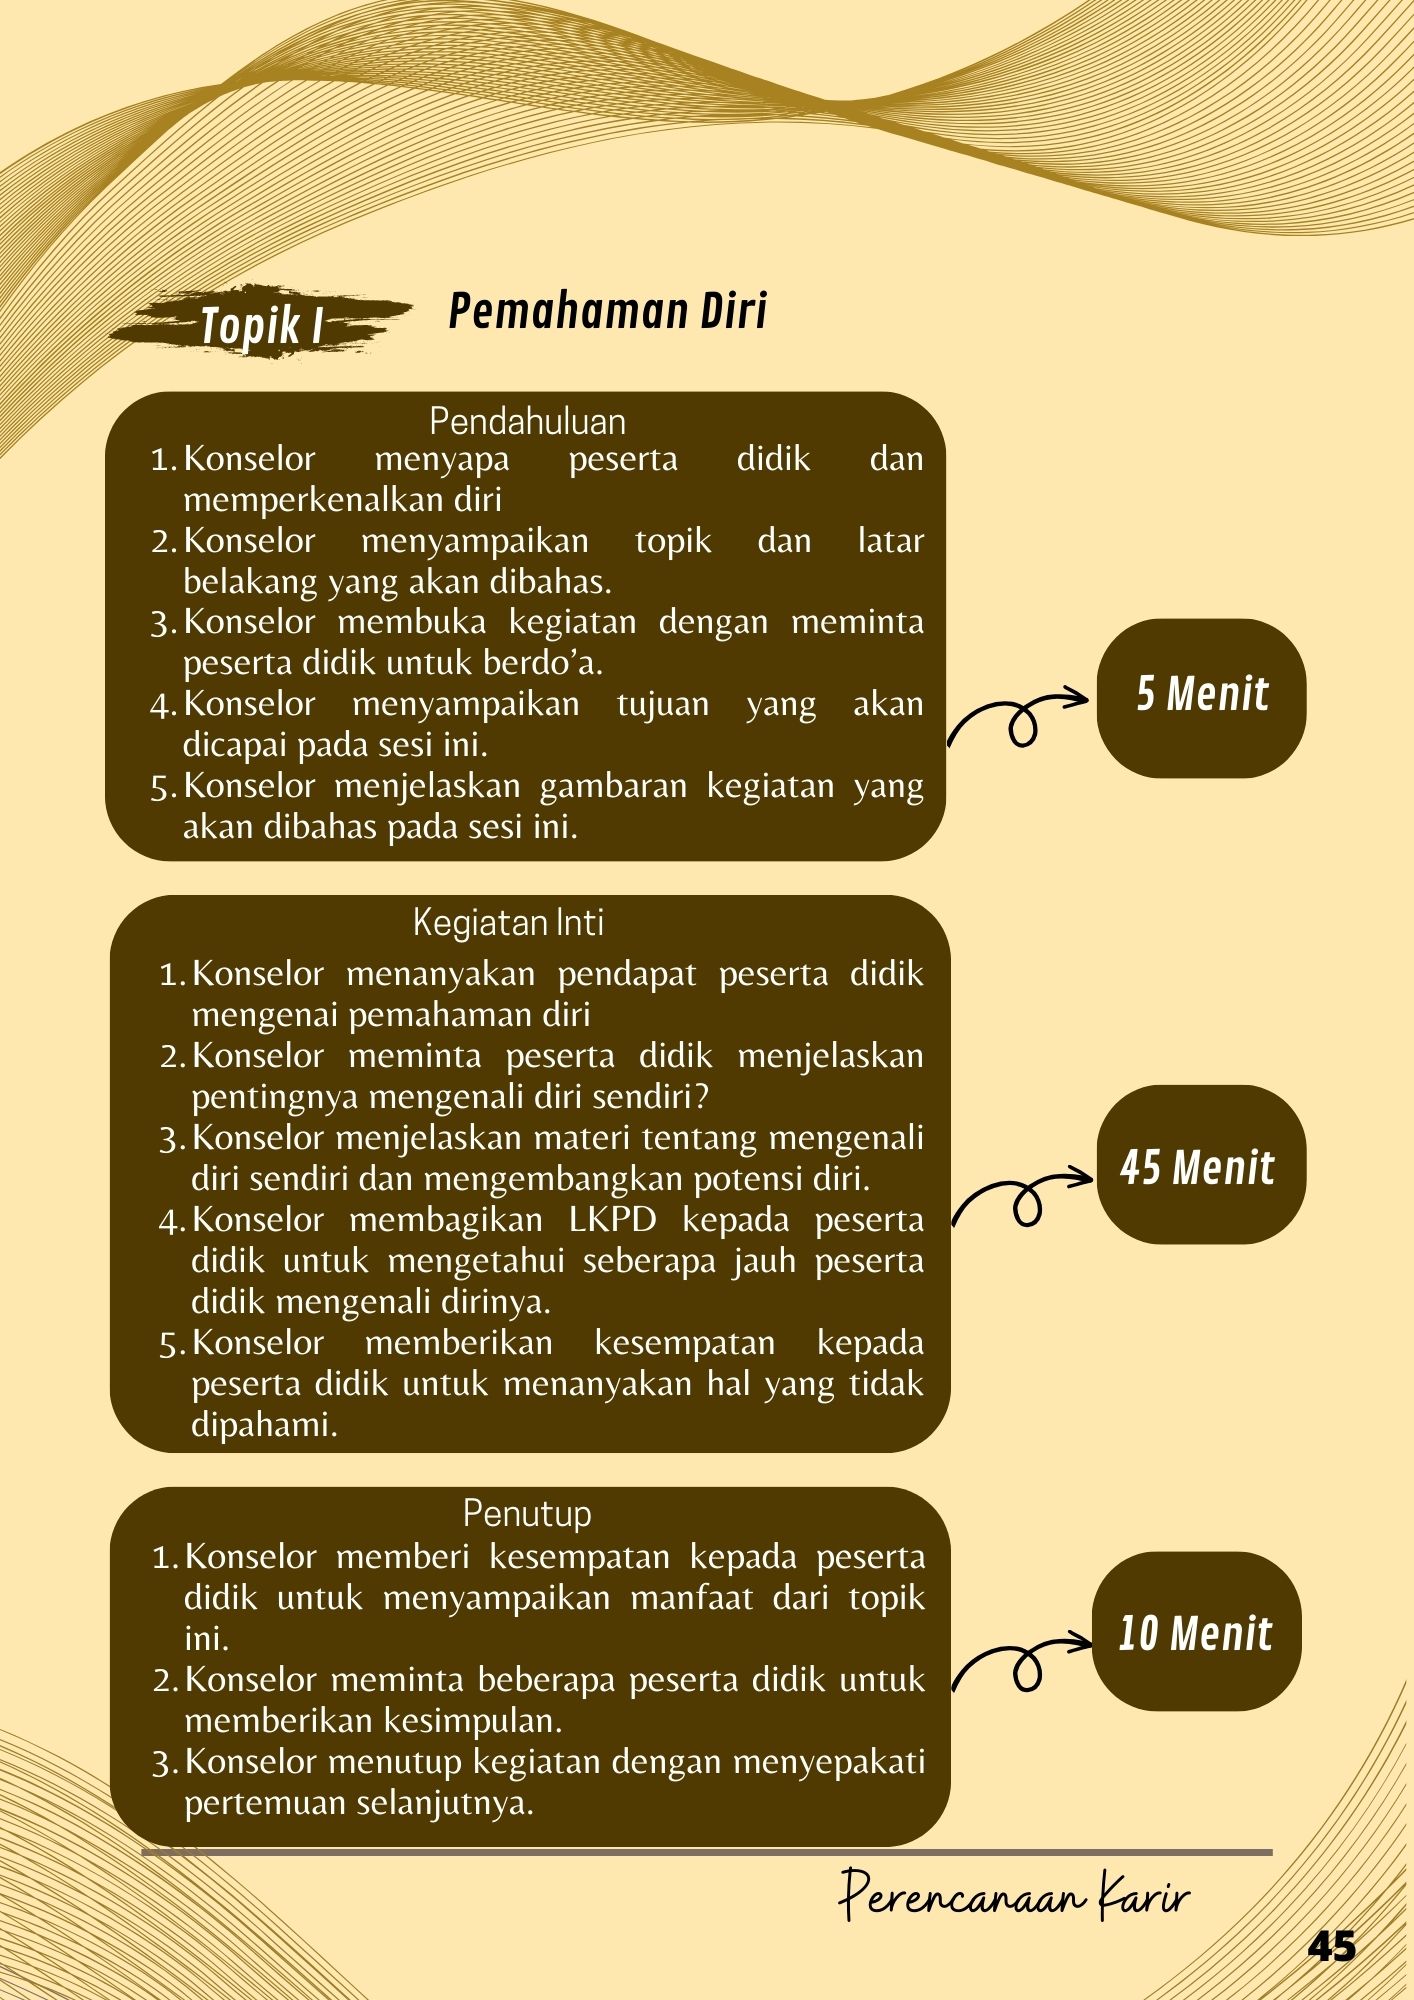 Topik I
Pemahaman Diri
Pendahuluan
1. Konselor menyapa peserta didik dan
memperkenalkan diri
2. Konselor menyampaikan topik dan latar
belakang yang akan dibahas.
3. Konselor membuka kegiatan dengan meminta
peserta didik untuk berdo’a.
4. Konselor menyampaikan tujuan yang akan
dicapai pada sesi ini.
5. Konselor menjelaskan gambaran kegiatan yang
akan dibahas pada sesi ini.
5 Menit
Kegiatan Inti
1. Konselor menanyakan pendapat peserta didik
mengenai pemahaman diri
2. Konselor meminta peserta didik menjelaskan
pentingnya mengenali diri sendiri?
3. Konselor menjelaskan materi tentang mengenali
diri sendiri dan mengembangkan potensi diri.
4. Konselor membagikan LKPD kepada peserta
didik untuk mengetahui seberapa jauh peserta
didik mengenali dirinya.
5. Konselor memberikan kesempatan kepada
peserta didik untuk menanyakan hal yang tidak
dipahami.
45 Menit
Penutup
1. Konselor memberi kesempatan kepada peserta
didik untuk menyampaikan manfaat dari topik
ini.
2. Konselor meminta beberapa peserta didik untuk
memberikan kesimpulan.
3. Konselor menutup kegiatan dengan menyepakati
pertemuan selanjutnya.
10 Menit
Perencanaan Karir
45